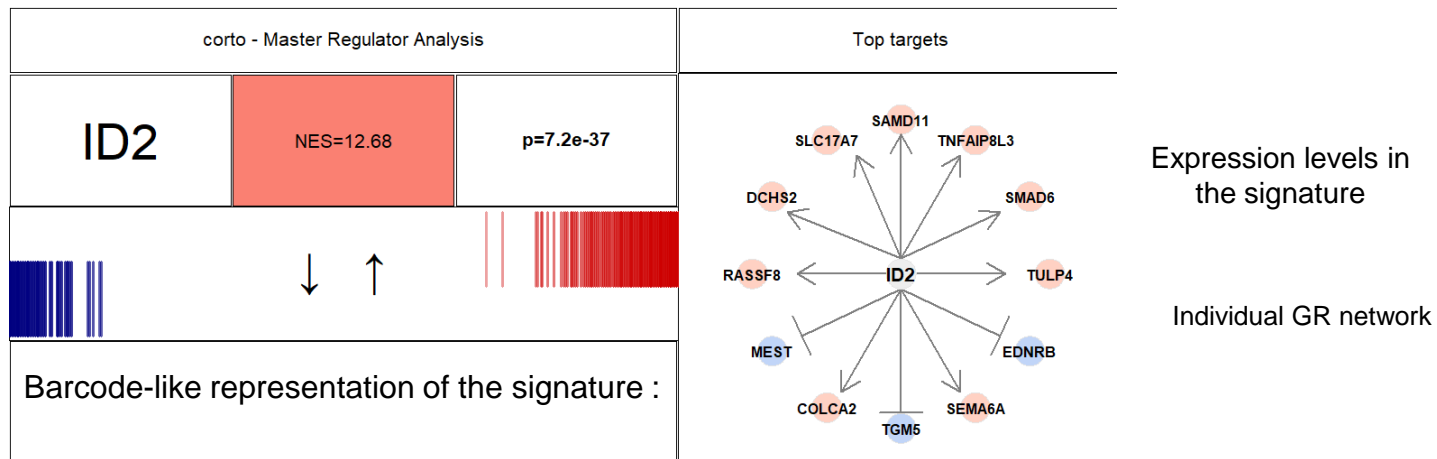 corto - Master Regulator Analysis
Top targets
ID2
NES=12.68
p=7.2e-37
↓ ↑
Barcode-like representation of the signature :
SAMD11
SLC17A7
TNFAIP8L3
DCHS2
SMAD6
RASSF8
ID2
TULP4
MEST
EDNRB
COLCA2
SEMA6A
TGM5
Expression levels in
the signature
Individual GR network